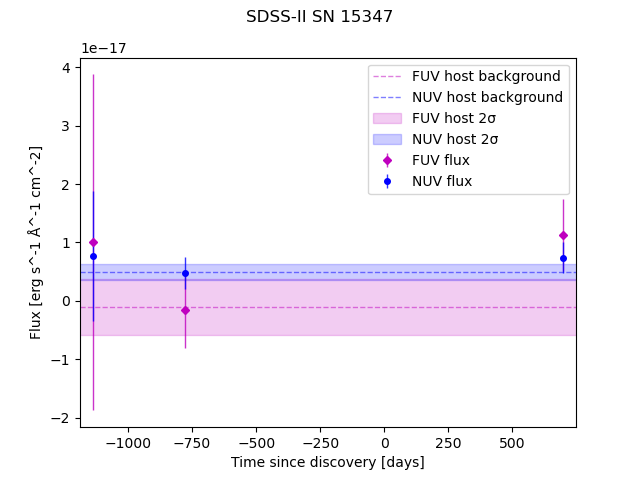 SDSS-II SN 15347
1e−17
FUV host background
NUV host background
FUV host 2σ
NUV host 2σ
FUV flux
NUV flux
4
3
2
1
0
−1
−2
Flux [erg s^-1 Å^-1 cm^-2]
−1000 −750 −500 −250 0 250 500
Time since discovery [days]